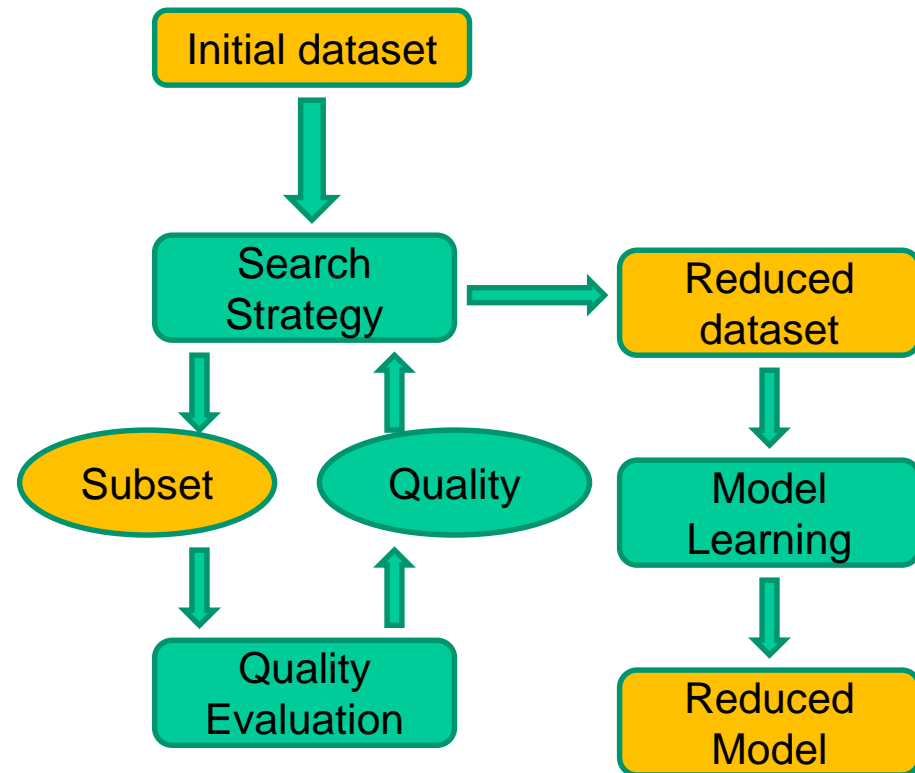 Initial dataset
Search
Strategy
Reduced
dataset
Subset
Quality
Model
Learning
Quality
Evaluation
Reduced
Model